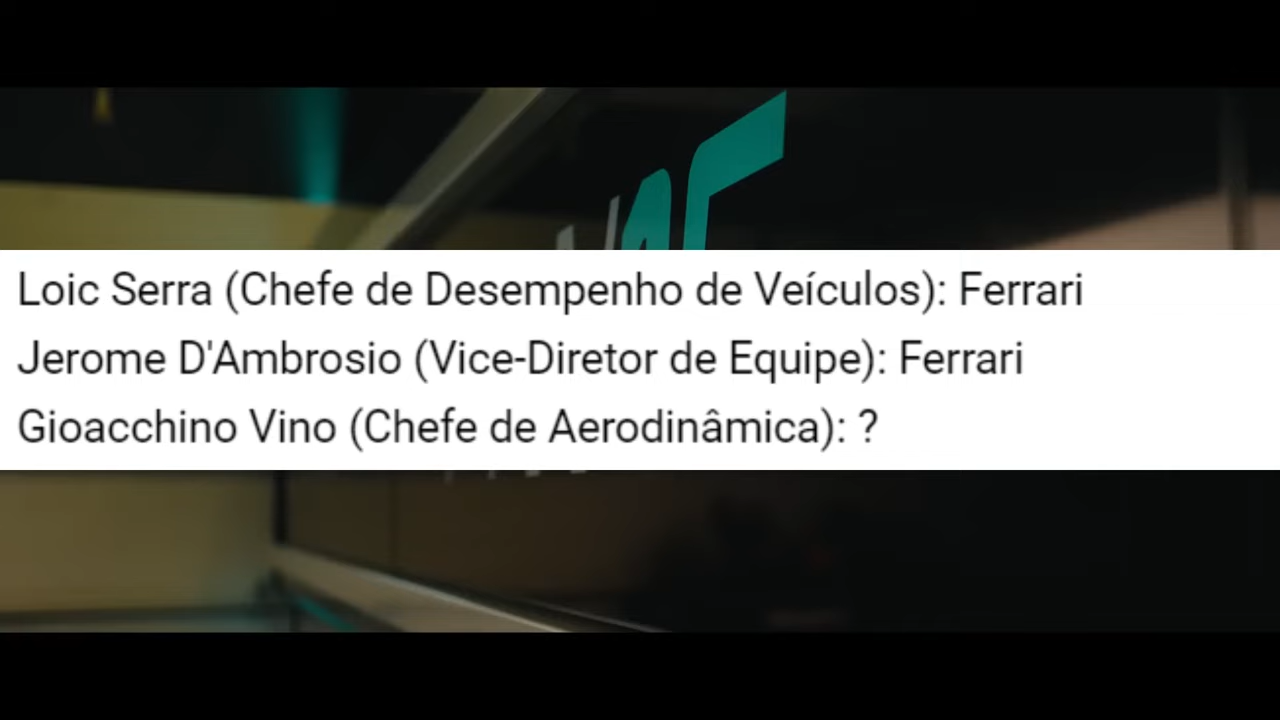 Loic Serra (Chefe de Desempenho de Veículos): Ferrari
Jerome D'Ambrosio (Vice-Diretor de Equipe): Ferrari
Gioacchino Vino (Chefe de Aerodinâmica): ?